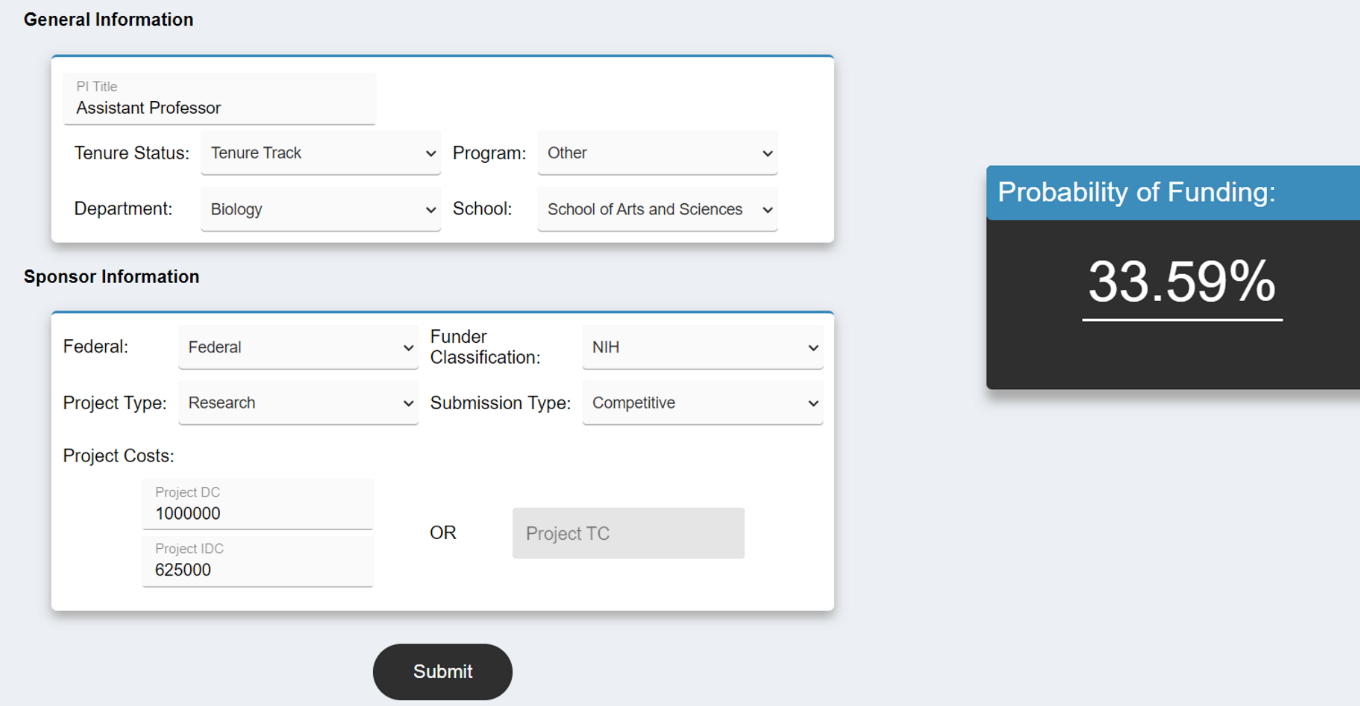 General Information
PI Title
Assistant Professor
Tenure Status: Tenure Track Program: Other
Department: Biology School: School of Arts and Sciences
Probability of Funding:
33.59%
Sponsor Information
Federal: Federal Funder Classification: NIH
Project Type: Research Submission Type: Competitive
Project Costs:
Project DC
1000000
OR Project TC
Project IDC
625000
Submit